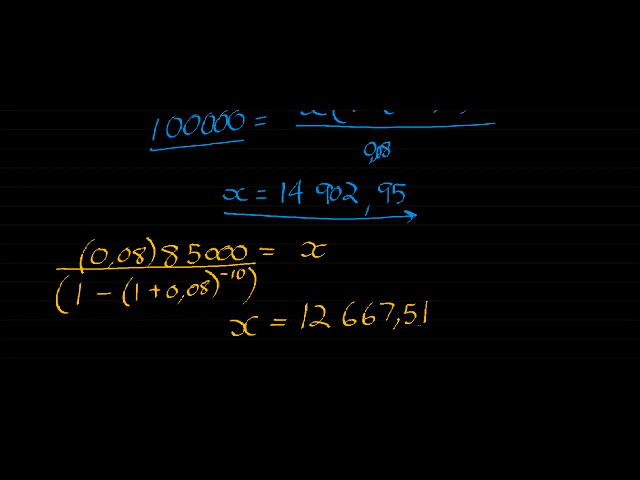 100000 =
0,08
x = 14 902,95
(0,08)85000 = x
(1 - (1+0,08)^-10)
x = 12 667,51